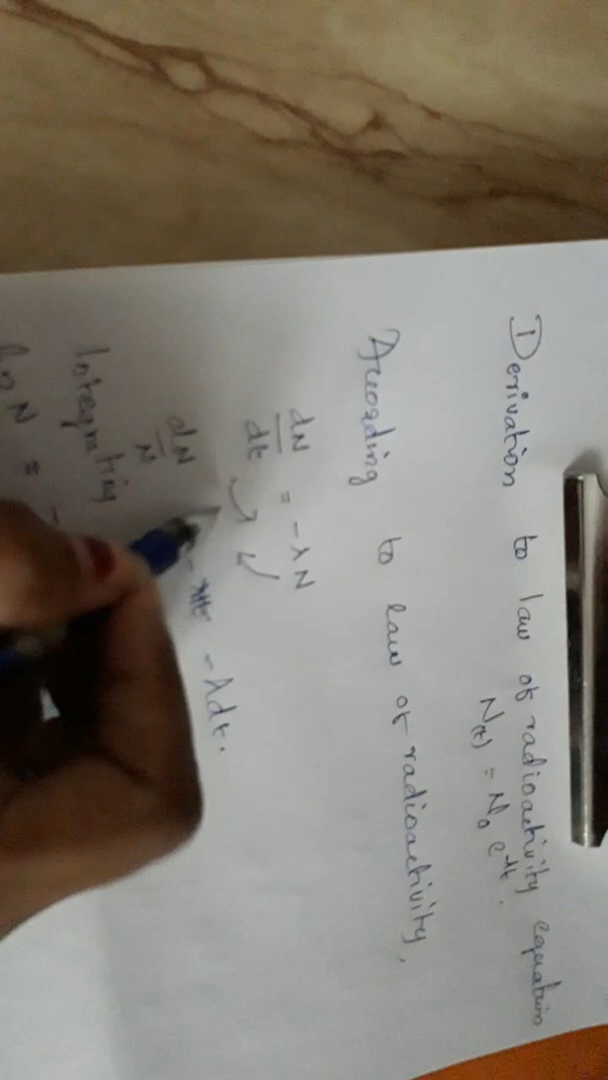 Derivation to law of radioactivity equation
N(t) = N₀ e^-λt.
According to law of radioactivity,
dN/dt = -λN
dN/N - λdt.
Integrating
ln N = -